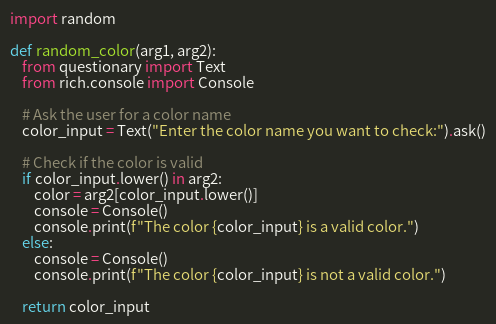 import random

def random_color(arg1, arg2):
    from questionary import Text
    from rich.console import Console

    # Ask the user for a color name
    color_input = Text("Enter the color name you want to check:").ask()

    # Check if the color is valid
    if color_input.lower() in arg2:
        color = arg2[color_input.lower()]
        console = Console()
        console.print(f"The color {color_input} is a valid color.")
    else:
        console = Console()
        console.print(f"The color {color_input} is not a valid color.")

    return color_input